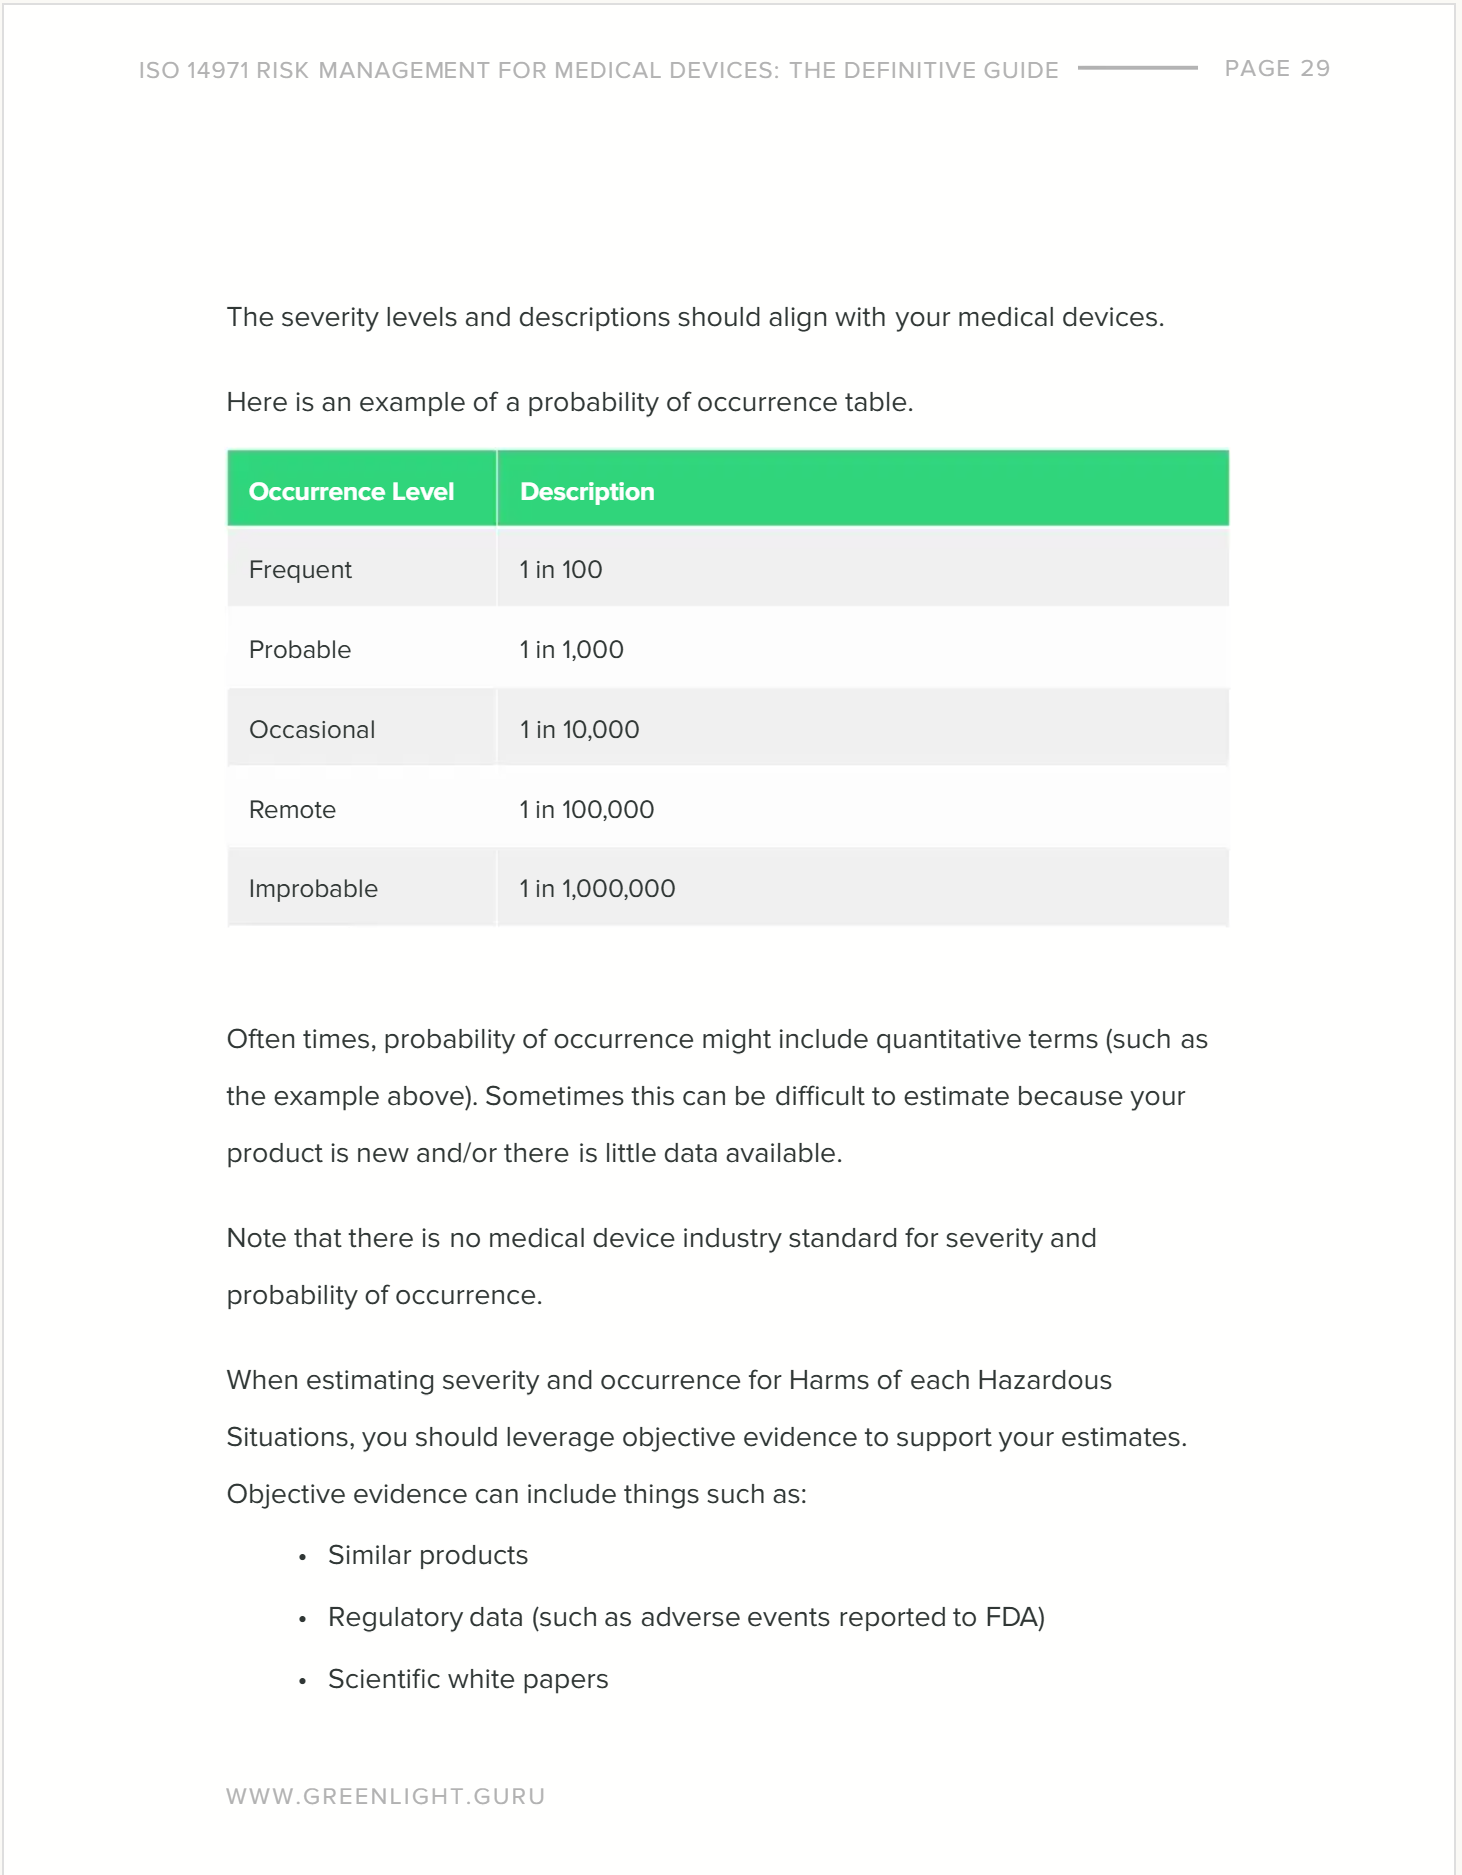 ISO 14971 RISK MANAGEMENT FOR MEDICAL DEVICES: THE DEFINITIVE GUIDE PAGE 29
The severity levels and descriptions should align with your medical devices.
Here is an example of a probability of occurrence table.
Occurrence Level Description
Frequent 1 in 100
Probable 1 in 1,000
Occasional 1 in 10,000
Remote 1 in 100,000
Improbable 1 in 1,000,000
Often times, probability of occurrence might include quantitative terms (such as
the example above). Sometimes this can be difficult to estimate because your
product is new and/or there is little data available.
Note that there is no medical device industry standard for severity and
probability of occurrence.
When estimating severity and occurrence for Harms of each Hazardous
Situations, you should leverage objective evidence to support your estimates.
Objective evidence can include things such as:
• Similar products
• Regulatory data (such as adverse events reported to FDA)
• Scientific white papers
WWW.GREENLIGHT.GURU